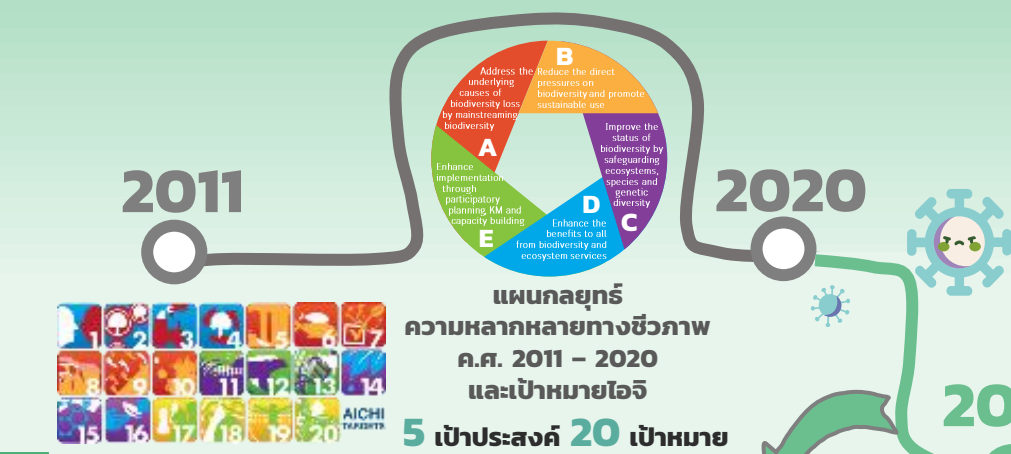 2011
B
Reduce the direct
pressures on
biodiversity and promote
sustainable use
Address the
underlying
causes of
biodiversity loss
by mainstreaming
biodiversity
A
Improve the
status of
biodiversity by
safeguarding
ecosystems,
species and
genetic
diversity
C
D
Enhance the
benefits to all
from biodiversity and
ecosystem services
Enhance
implementation
through
participatory
planning, KM and
capacity building
E
2020
แผนกลยุทธ์
ความหลากหลายทางชีวภาพ
ค.ศ. 2011 – 2020
และเป้าหมายไอจิ
5 เป้าประสงค์ 20 เป้าหมาย
1 2 3 4 5 6 7
8 9 10 11 12 13 14
15 16 17 18 19 20 AICHI
TARGETS
20